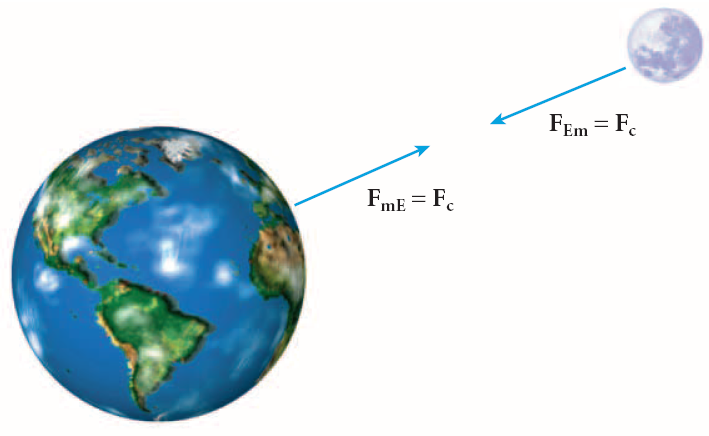 F_Em = F_c
F_mE = F_c